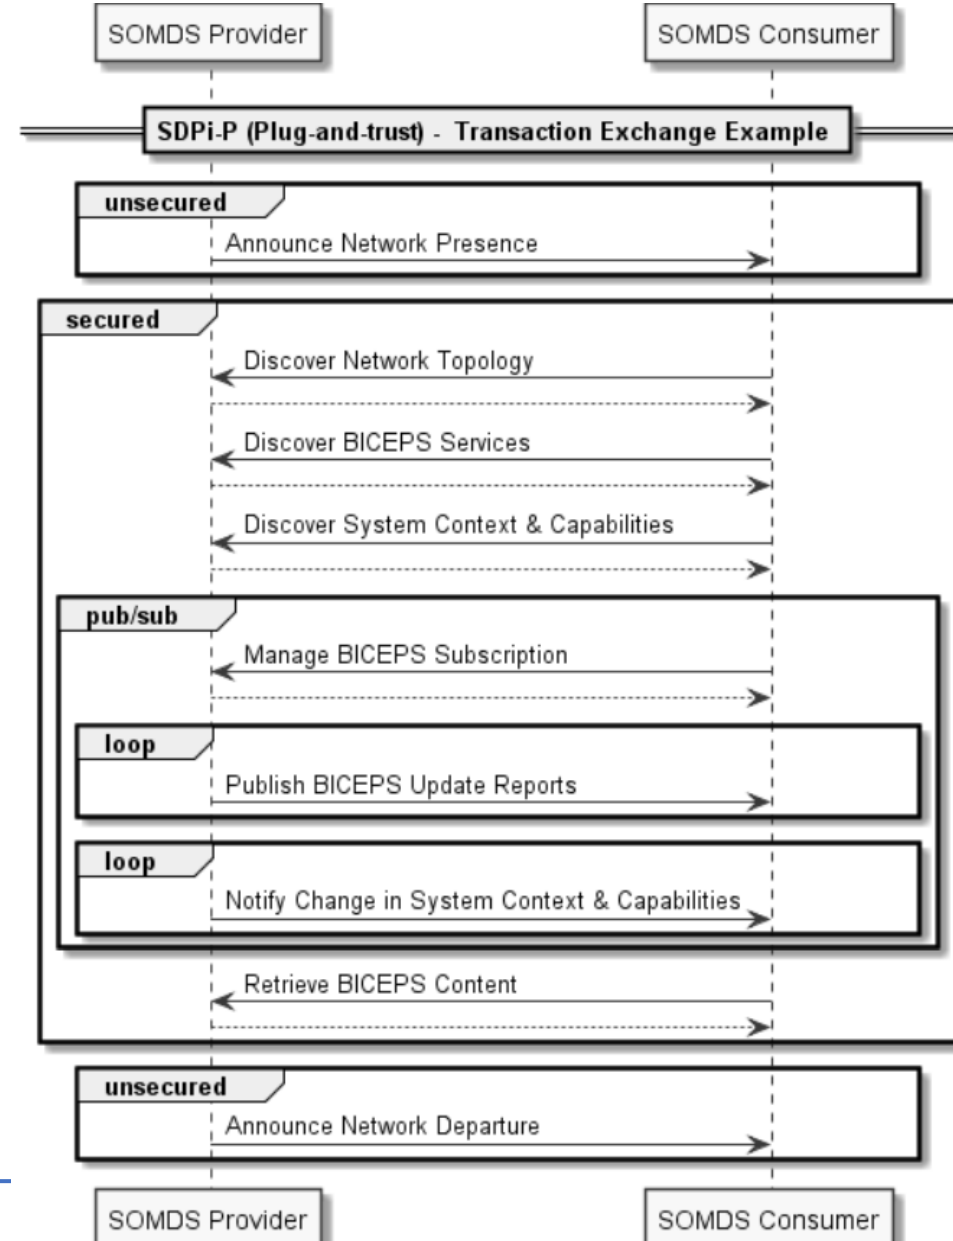 SOMDS Provider
SOMDS Consumer
SDPi-P (Plug-and-trust) - Transaction Exchange Example
unsecured
Announce Network Presence
secured
Discover Network Topology
Discover BICEPS Services
Discover System Context & Capabilities
pub/sub
Manage BICEPS Subscription
loop
Publish BICEPS Update Reports
loop
Notify Change in System Context & Capabilities
Retrieve BICEPS Content
unsecured
Announce Network Departure
SOMDS Provider
SOMDS Consumer